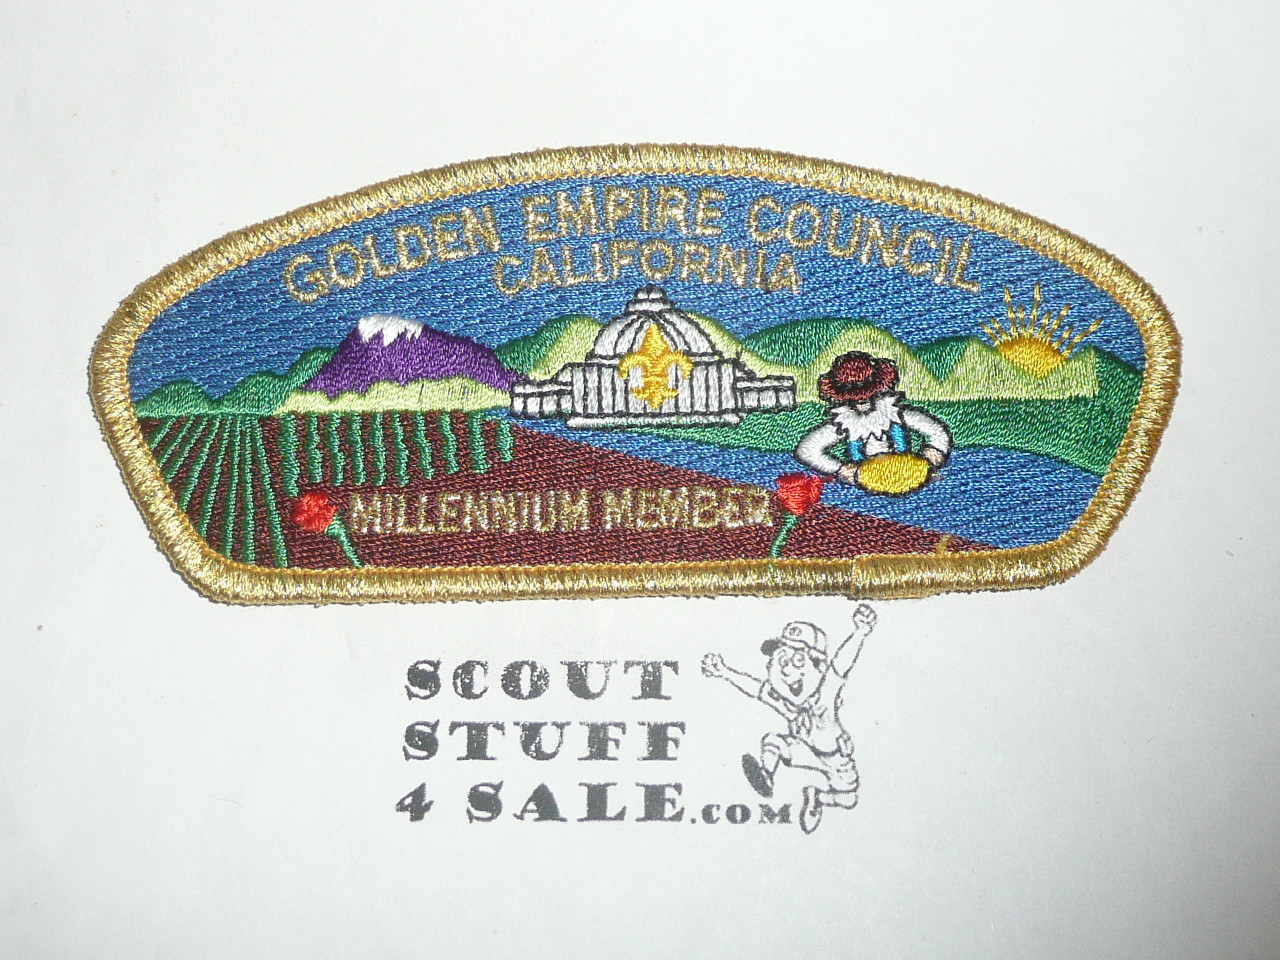 GOLDEN EMPIRE COUNCIL
CALIFORNIA
MILLENNIUM MEMBER
SCOUT
STUFF
4 SALE.COM